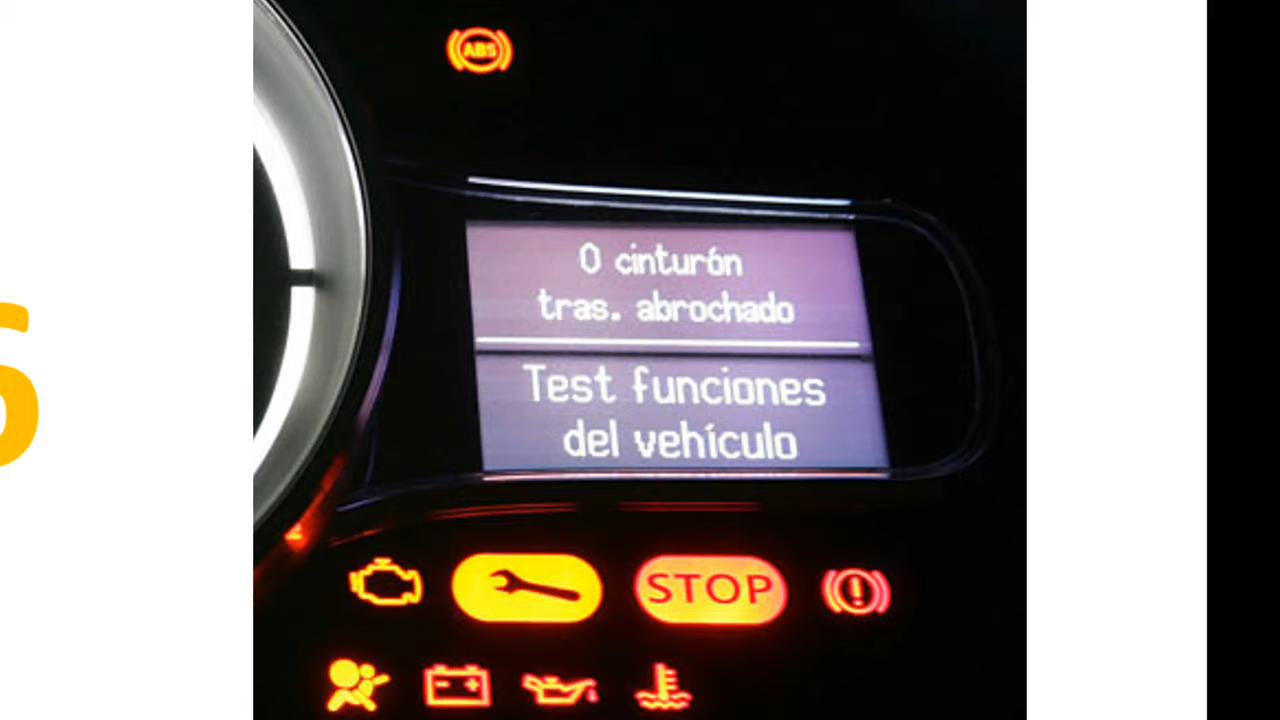 ABS
0 cinturón
tras. abrochado
Test funciones
del vehículo
STOP